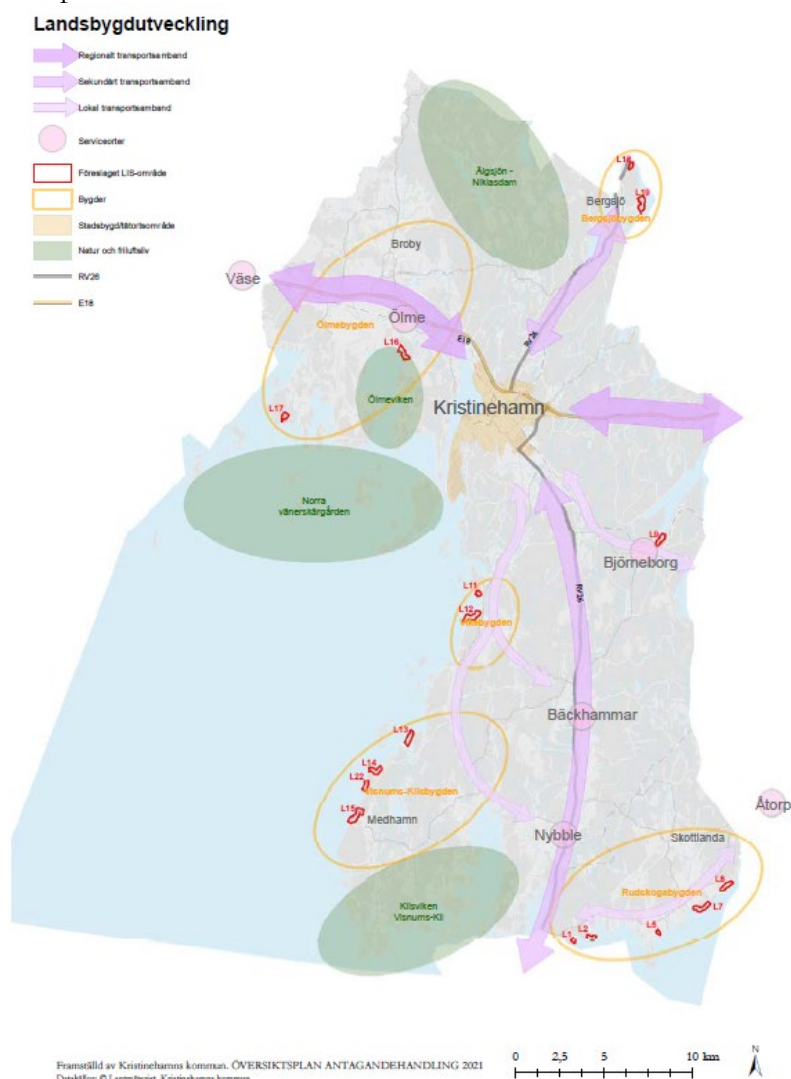 Landsbygdutveckling
Regionalt transportsamband
Sekundärt transportsamband
Lokal transportsamband
Serviceorter
Föreslaget LIS-område
Bygder
Stadsbygd/tätortsområde
Natur och friluftsliv
RV26
E18
Älgsjön -
Niklasdam
L18
L19
Bergsjö
Bergsjöbygden
Broby
Väse
Ölmebygden
Ölme
E18
RV26
L16
Ölmeviken
Kristinehamn
L17
Norra
vänerskärgården
L9
Björneborg
RV26
L11
L12
Bäckhammar
L13
L14
L22
Visnums-Kilsbygden
L15
Medhamn
Åtorp
Nybble
Skottlanda
Kilsviken
Visnums-Kil
Rudskogabygden
L7
L5
L1
L2
Framställd av Kristinehamns kommun. ÖVERSIKTSPLAN ANTAGANDEHANDLING 2021
0 2,5 5 10 km
N